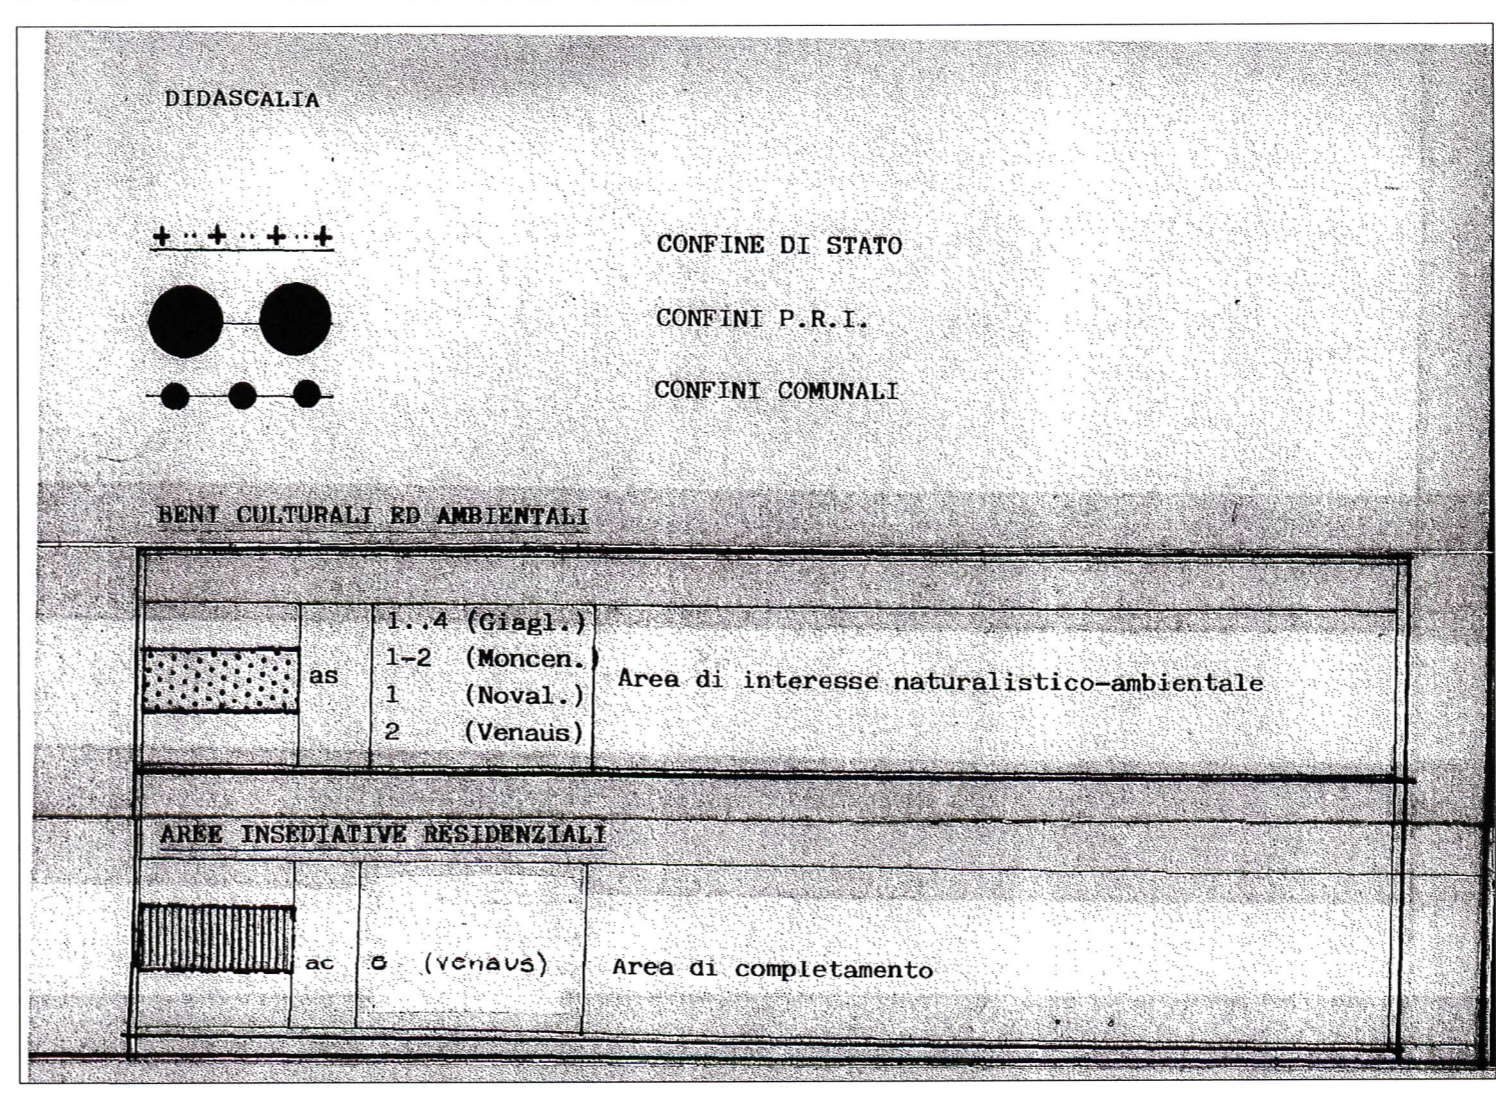 DIDASCALIA
CONFINE DI STATO
CONFINI P.R.I.
CONFINI COMUNALI
BENI CULTURALI ED AMBIENTALI
as
1..4 (Giagl.)
1-2 (Moncen.)
1 (Noval.)
2 (Venaus)
Area di interesse naturalistico-ambientale
AREE INSEDIATIVE RESIDENZIALI
ac 6 (venaus) Area di completamento